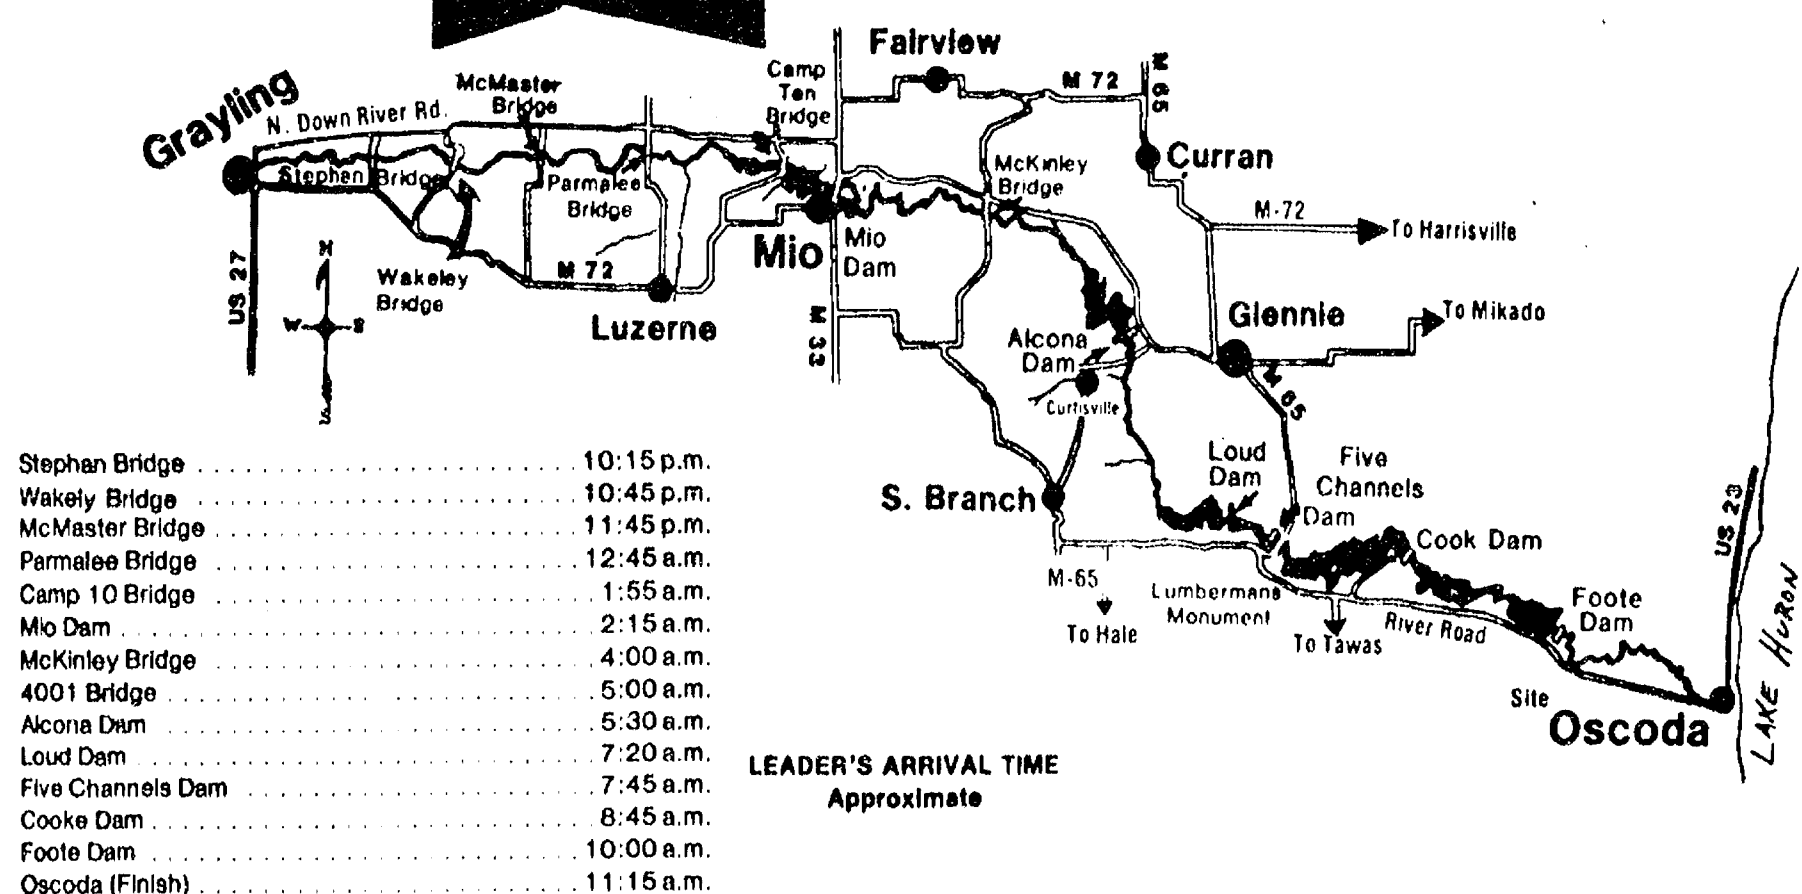 Fairview
Camp
Ten
Bridge
McMaster
Bridge
M 72
M 65
Grayling
N. Down River Rd.
Curran
McKinley
Bridge
Stephen Bridge
Parmalee
Bridge
M-72
To Harrisville
Mio
Mio
Dam
US 27
N
W
E
S
Wakeley
Bridge
M 72
Luzerne
M 33
Glennie
To Mikado
Alcona
Dam
Curtisville
M 65
Loud
Dam
Five
Channels
Dam
S. Branch
Cook Dam
US 23
M-65
To Hale
Lumbermans
Monument
To Tawas
River Road
Foote
Dam
Site
Oscoda
LAKE HURON
Stephan Bridge . . . . . . . . . . . . . . . . . . . . . . . 10:15 p.m.
Wakely Bridge . . . . . . . . . . . . . . . . . . . . . . . 10:45 p.m.
McMaster Bridge . . . . . . . . . . . . . . . . . . . . . . 11:45 p.m.
Parmalee Bridge . . . . . . . . . . . . . . . . . . . . . . 12:45 a.m.
Camp 10 Bridge . . . . . . . . . . . . . . . . . . . . . . . 1:55 a.m.
Mio Dam . . . . . . . . . . . . . . . . . . . . . . . . . . . . 2:15 a.m.
McKinley Bridge . . . . . . . . . . . . . . . . . . . . . . . 4:00 a.m.
4001 Bridge . . . . . . . . . . . . . . . . . . . . . . . . . . 5:00 a.m.
Alcona Dam . . . . . . . . . . . . . . . . . . . . . . . . . . 5:30 a.m.
Loud Dam . . . . . . . . . . . . . . . . . . . . . . . . . . . 7:20 a.m.
Five Channels Dam . . . . . . . . . . . . . . . . . . . . . 7:45 a.m.
Cooke Dam . . . . . . . . . . . . . . . . . . . . . . . . . . 8:45 a.m.
Foote Dam . . . . . . . . . . . . . . . . . . . . . . . . . . 10:00 a.m.
Oscoda (Finish) . . . . . . . . . . . . . . . . . . . . . . . 11:15 a.m.
LEADER'S ARRIVAL TIME
Approximate